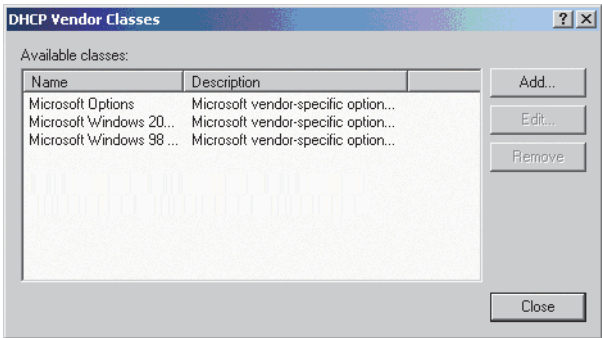 DHCP Vendor Classes
Available classes:
Name Description
Add...
Microsoft Options Microsoft vendor-specific option...
Microsoft Windows 20... Microsoft vendor-specific option...
Edit...
Microsoft Windows 98 ... Microsoft vendor-specific option...
Remove
Close